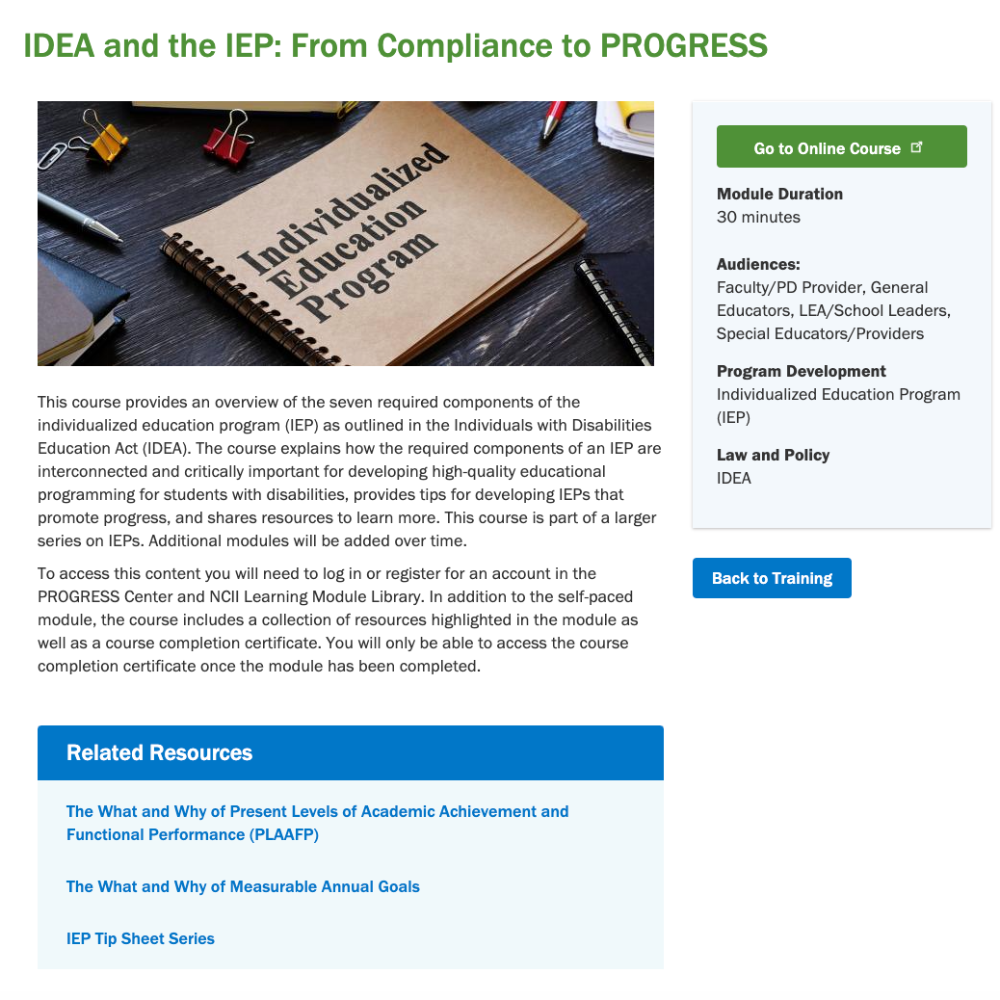 IDEA and the IEP: From Compliance to PROGRESS
Individualized
Education
Program
This course provides an overview of the seven required components of the
individualized education program (IEP) as outlined in the Individuals with Disabilities
Education Act (IDEA). The course explains how the required components of an IEP are
interconnected and critically important for developing high-quality educational
programming for students with disabilities, provides tips for developing IEPs that
promote progress, and shares resources to learn more. This course is part of a larger
series on IEPs. Additional modules will be added over time.
To access this content you will need to log in or register for an account in the
PROGRESS Center and NCII Learning Module Library. In addition to the self-paced
module, the course includes a collection of resources highlighted in the module as
well as a course completion certificate. You will only be able to access the course
completion certificate once the module has been completed.
Related Resources
The What and Why of Present Levels of Academic Achievement and
Functional Performance (PLAAFP)
The What and Why of Measurable Annual Goals
IEP Tip Sheet Series
Go to Online Course
Module Duration
30 minutes
Audiences:
Faculty/PD Provider, General
Educators, LEA/School Leaders,
Special Educators/Providers
Program Development
Individualized Education Program
(IEP)
Law and Policy
IDEA
Back to Training